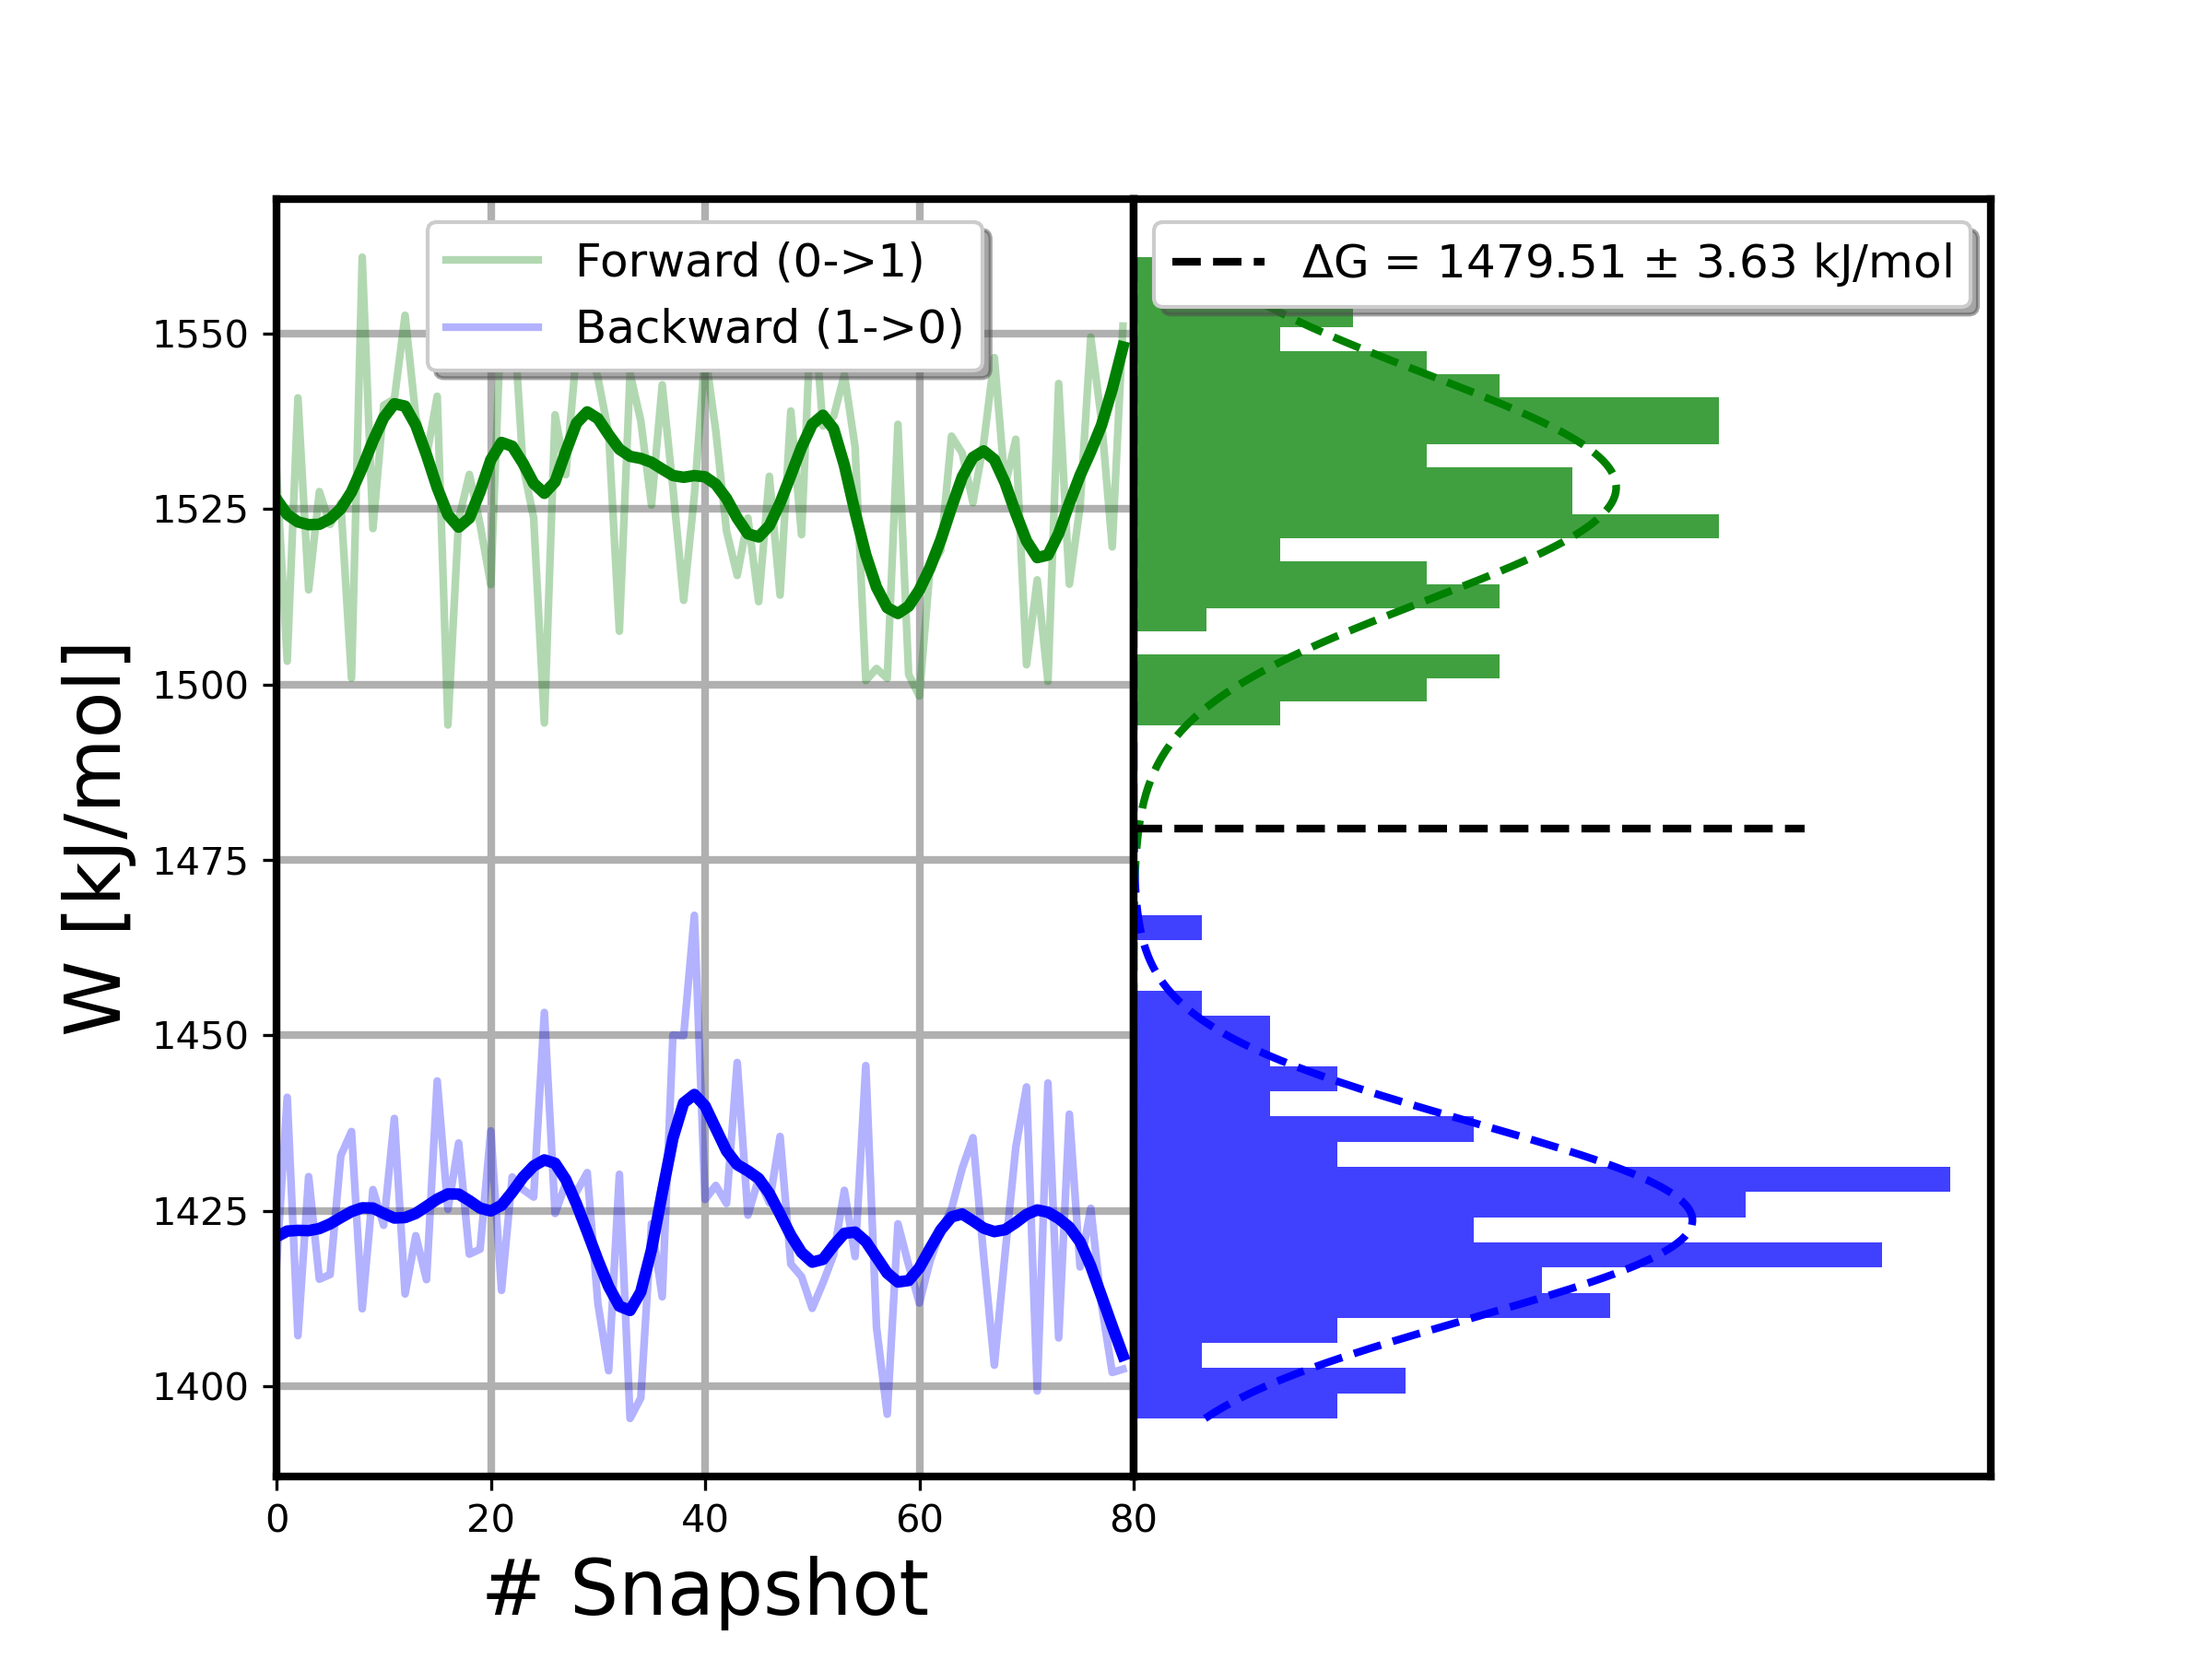 Forward (0->1)
Backward (1->0)
ΔG = 1479.51 ± 3.63 kJ/mol
W [kJ/mol]
1550
1525
1500
1475
1450
1425
1400
0 20 40 60 80
# Snapshot